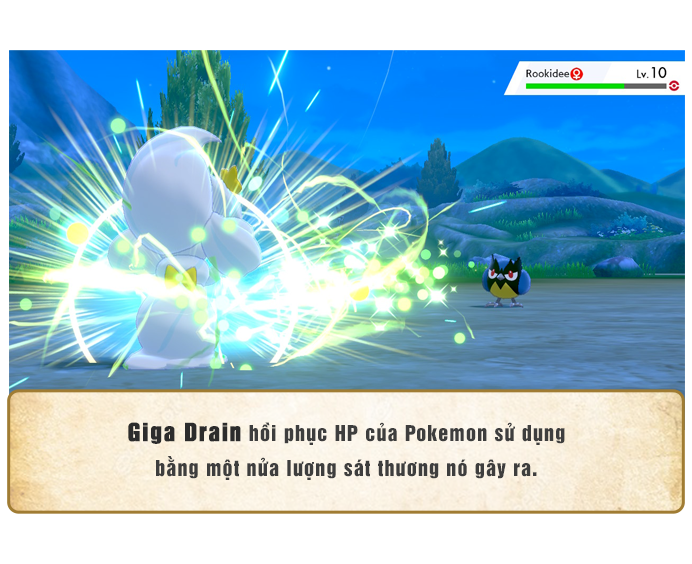 Rookidee♀ Lv.10
Giga Drain hồi phục HP của Pokemon sử dụng
bằng một nửa lượng sát thương nó gây ra.